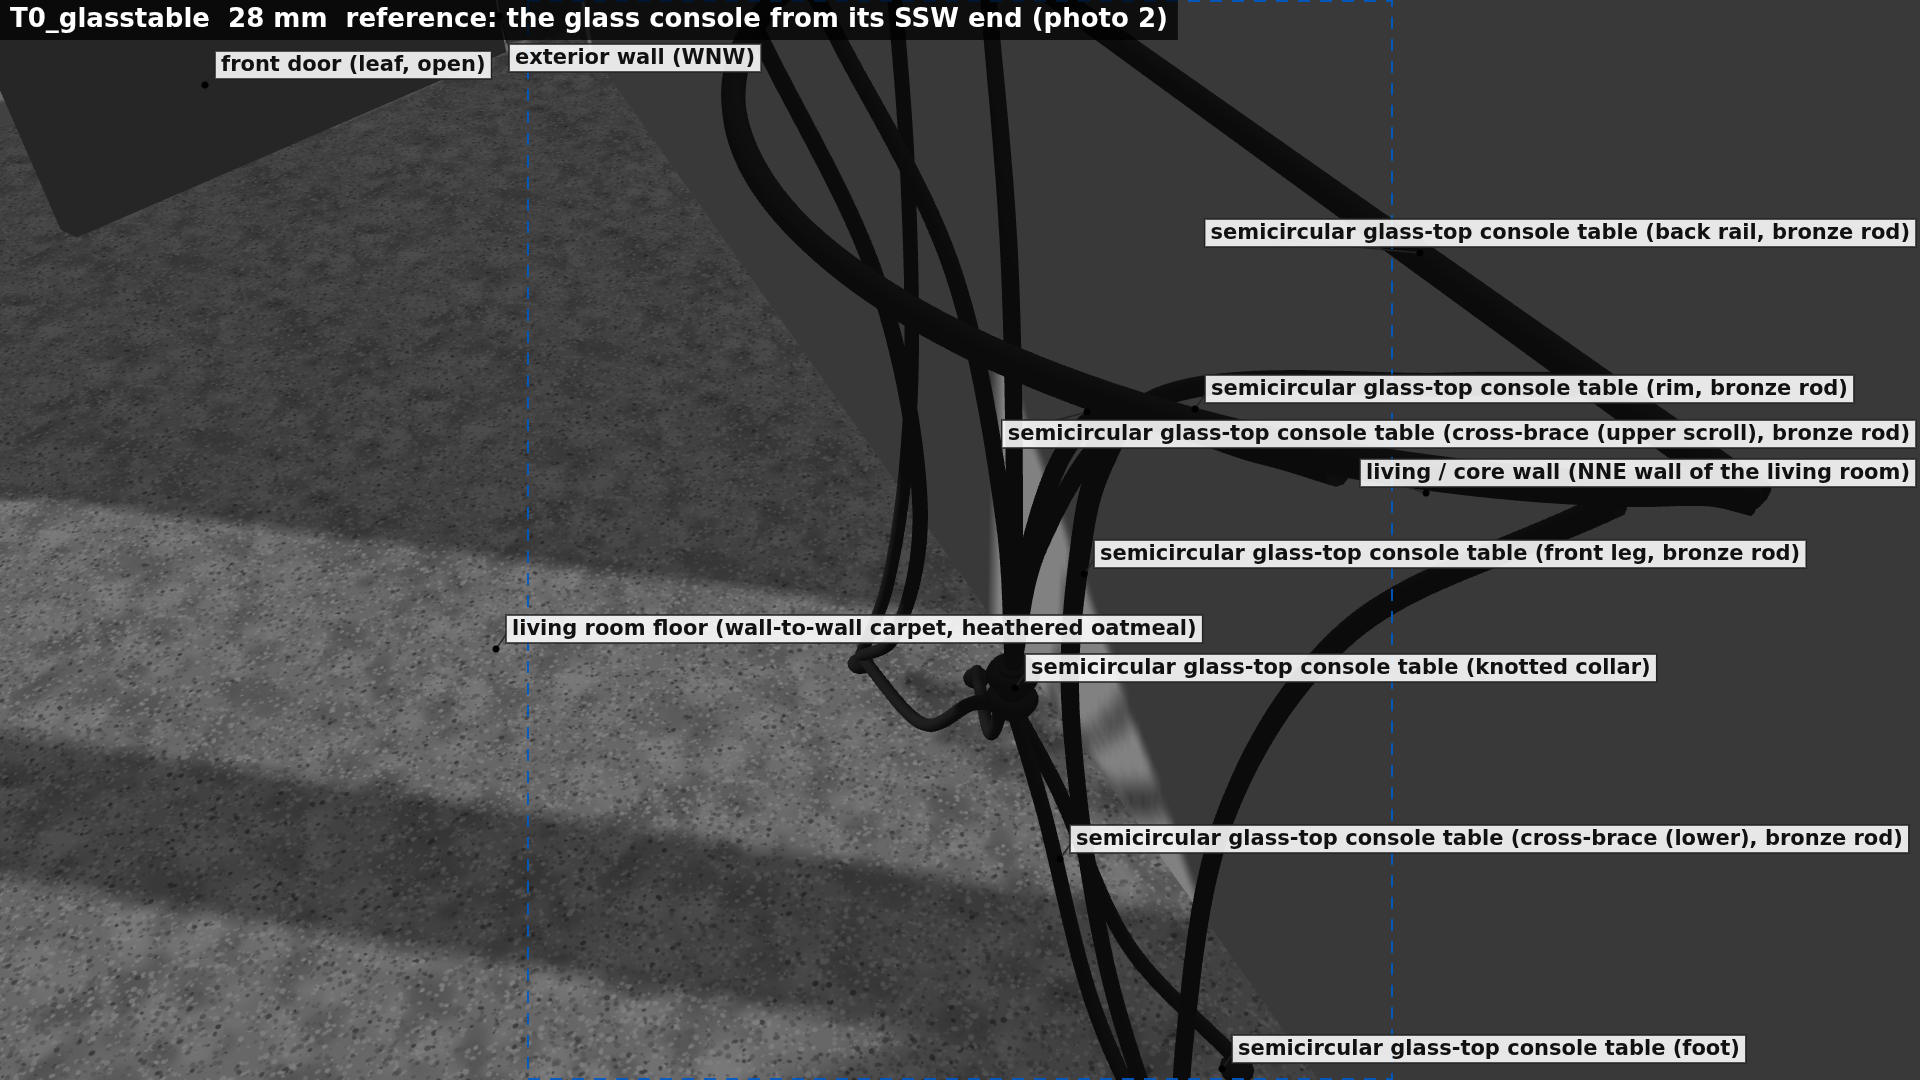 T0_glasstable 28 mm reference: the glass console from its SSW end (photo 2)
front door (leaf, open)
exterior wall (WNW)
semicircular glass-top console table (back rail, bronze rod)
semicircular glass-top console table (rim, bronze rod)
semicircular glass-top console table (cross-brace (upper scroll), bronze rod)
living / core wall (NNE wall of the living room)
semicircular glass-top console table (front leg, bronze rod)
living room floor (wall-to-wall carpet, heathered oatmeal)
semicircular glass-top console table (knotted collar)
semicircular glass-top console table (cross-brace (lower), bronze rod)
semicircular glass-top console table (foot)